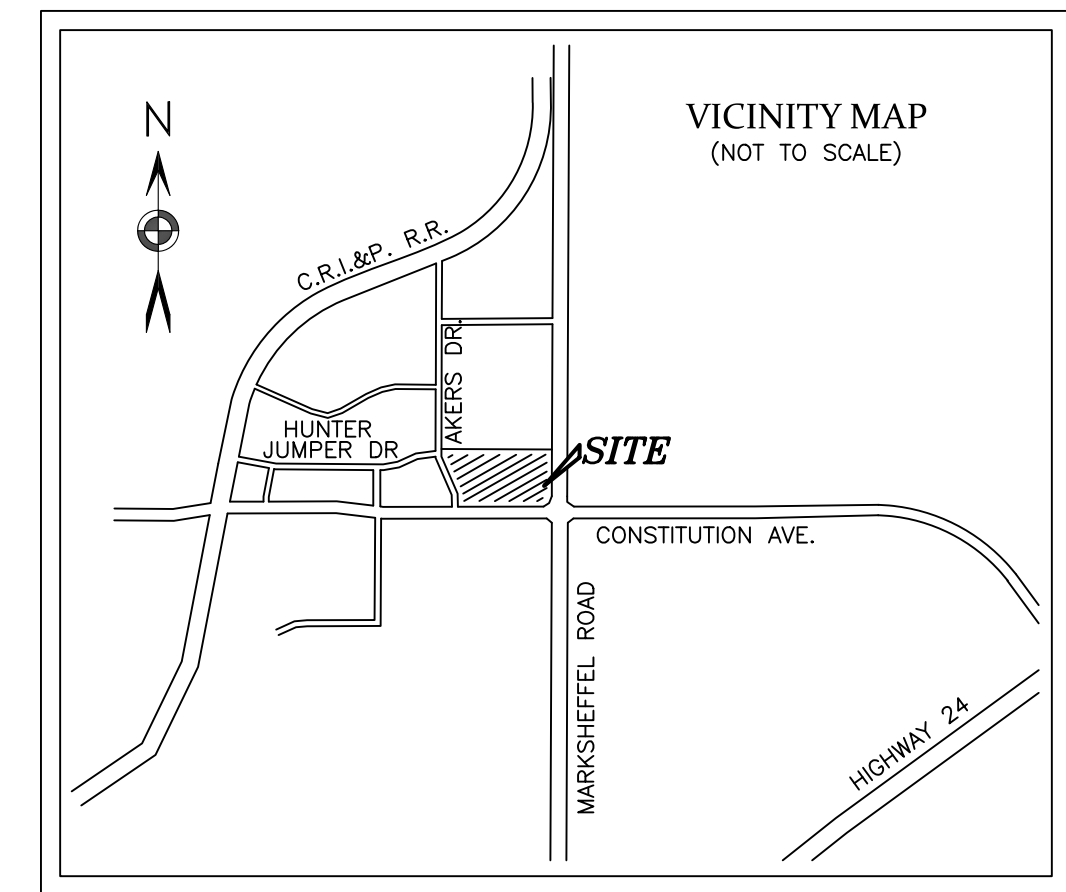 N
VICINITY MAP
(NOT TO SCALE)
C.R.I.&P. R.R.
AKERS DR.
HUNTER
JUMPER DR
SITE
CONSTITUTION AVE.
MARKSHEFFEL ROAD
HIGHWAY 24